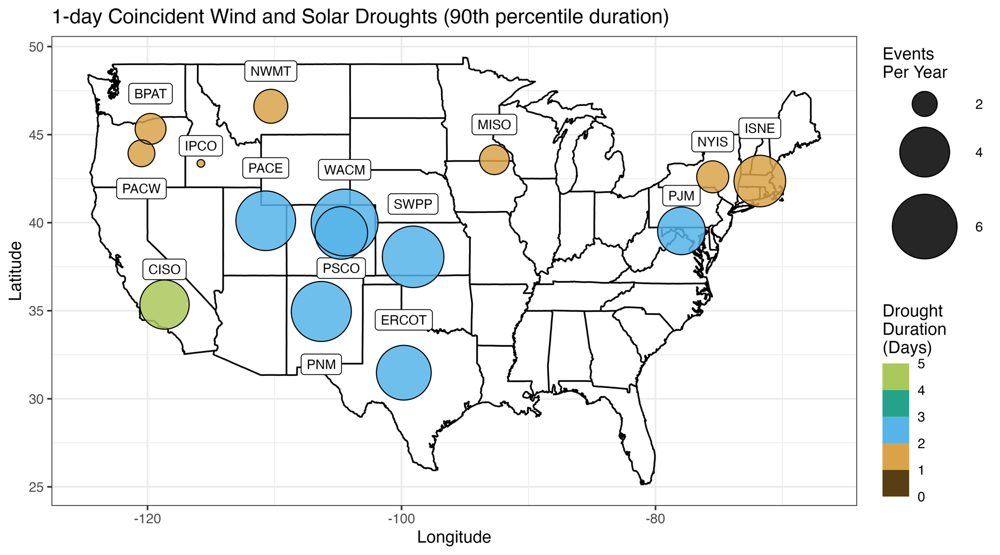 1-day Coincident Wind and Solar Droughts (90th percentile duration)
50
45
40
35
30
25
Latitude
-120
-100
-80
Longitude
NWMT
BPAT
MISO
ISNE
IPCO
NYIS
PACE
WACM
PACW
PJM
SWPP
CISO
PSCO
ERCOT
PNM
Events
Per Year
2
4
6
Drought
Duration
(Days)
5
4
3
2
1
0